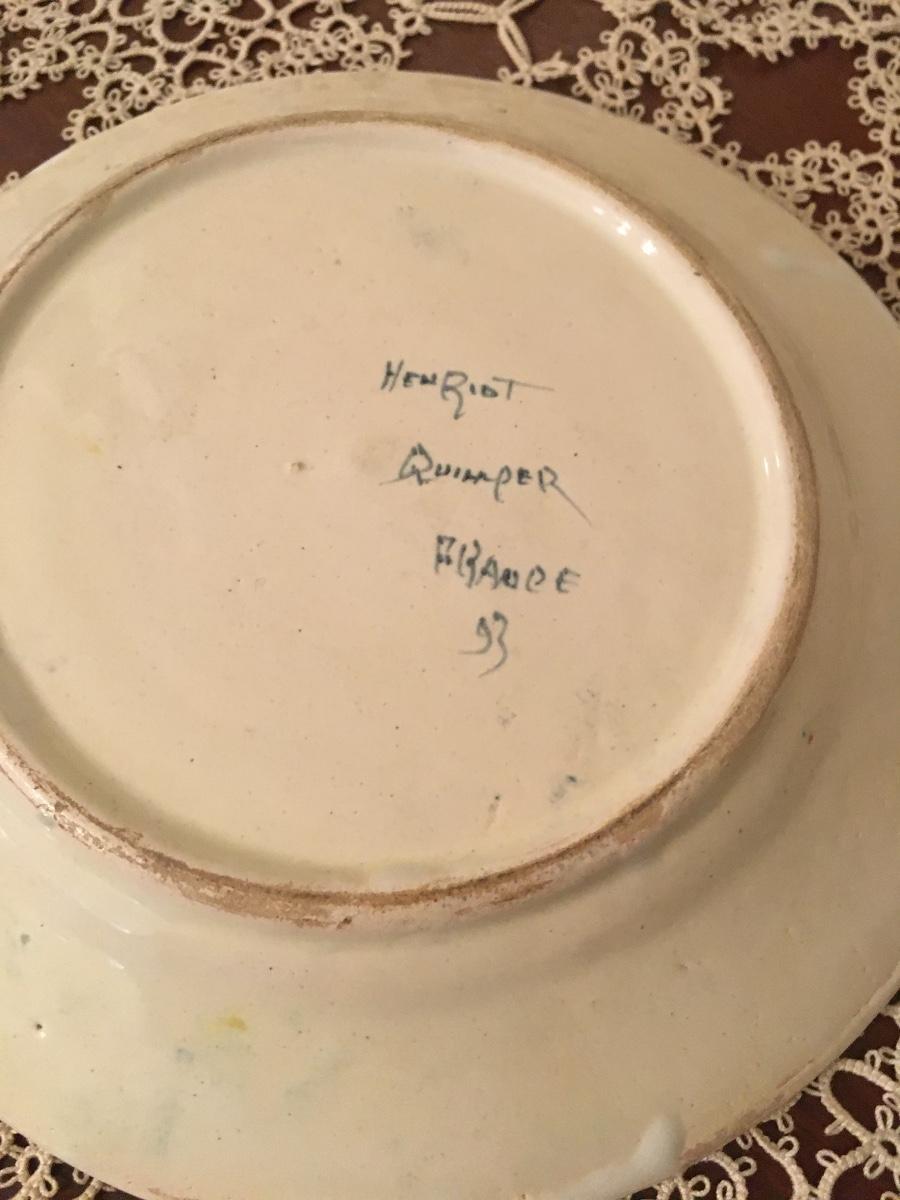 HENRIOT
QUIMPER
FRANCE
93